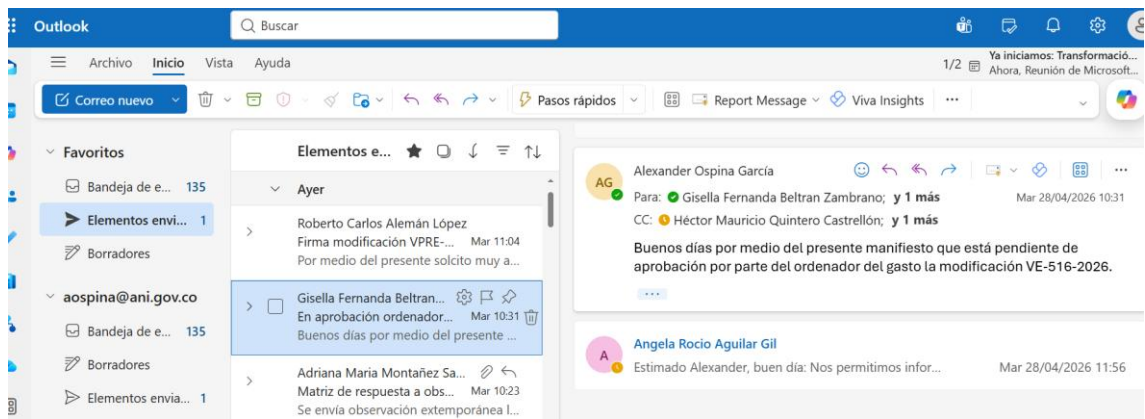 Outlook
Buscar
Archivo Inicio Vista Ayuda
1/2 Ya iniciamos: Transformació...
Ahora, Reunión de Microsoft...
Correo nuevo
Pasos rápidos
Report Message
Viva Insights
Favoritos
Bandeja de e... 135
Elementos envi... 1
Borradores
aospina@ani.gov.co
Bandeja de e... 135
Borradores
Elementos envia... 1
Elementos e...
Ayer
Roberto Carlos Alemán López
Firma modificación VPRE-... Mar 11:04
Por medio del presente solcito muy a...
Gisella Fernanda Beltran...
En aprobación ordenador... Mar 10:31
Buenos días por medio del presente ...
Adriana Maria Montañez Sa...
Matriz de respuesta a obs... Mar 10:23
Se envía observación extemporánea l...
AG
Alexander Ospina García
Para: Gisella Fernanda Beltran Zambrano; y 1 más Mar 28/04/2026 10:31
CC: Héctor Mauricio Quintero Castrellón; y 1 más
Buenos días por medio del presente manifiesto que está pendiente de
aprobación por parte del ordenador del gasto la modificación VE-516-2026.
...
A
Angela Rocio Aguilar Gil
Estimado Alexander, buen día: Nos permitimos infor... Mar 28/04/2026 11:56